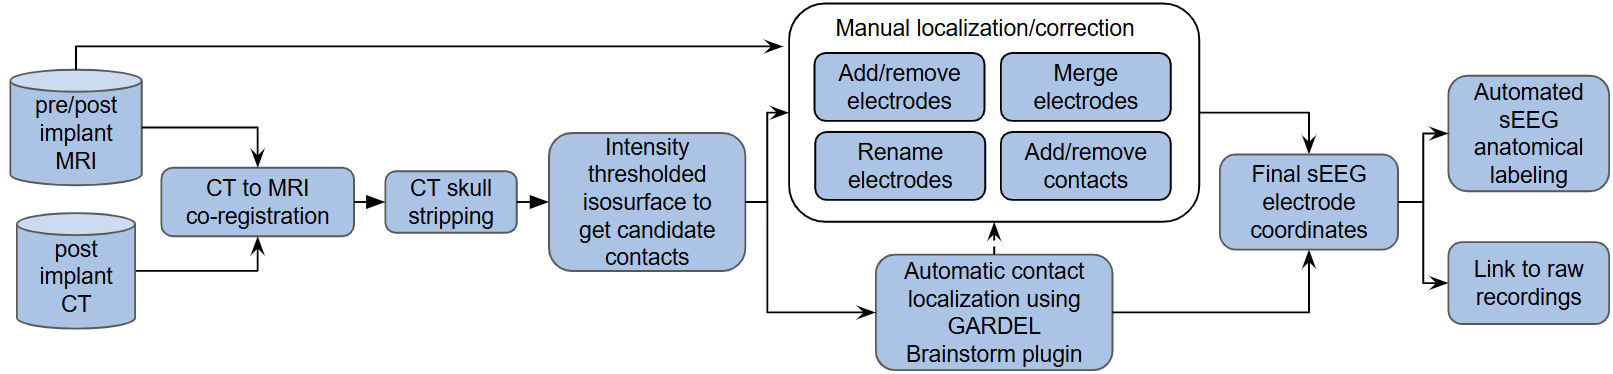 pre/post
implant
MRI
post
implant
CT
CT to MRI
co-registration
CT skull
stripping
Intensity
thresholded
isosurface to
get candidate
contacts
Manual localization/correction
Add/remove
electrodes
Merge
electrodes
Rename
electrodes
Add/remove
contacts
Automatic contact
localization using
GARDEL
Brainstorm plugin
Final sEEG
electrode
coordinates
Automated
sEEG
anatomical
labeling
Link to raw
recordings